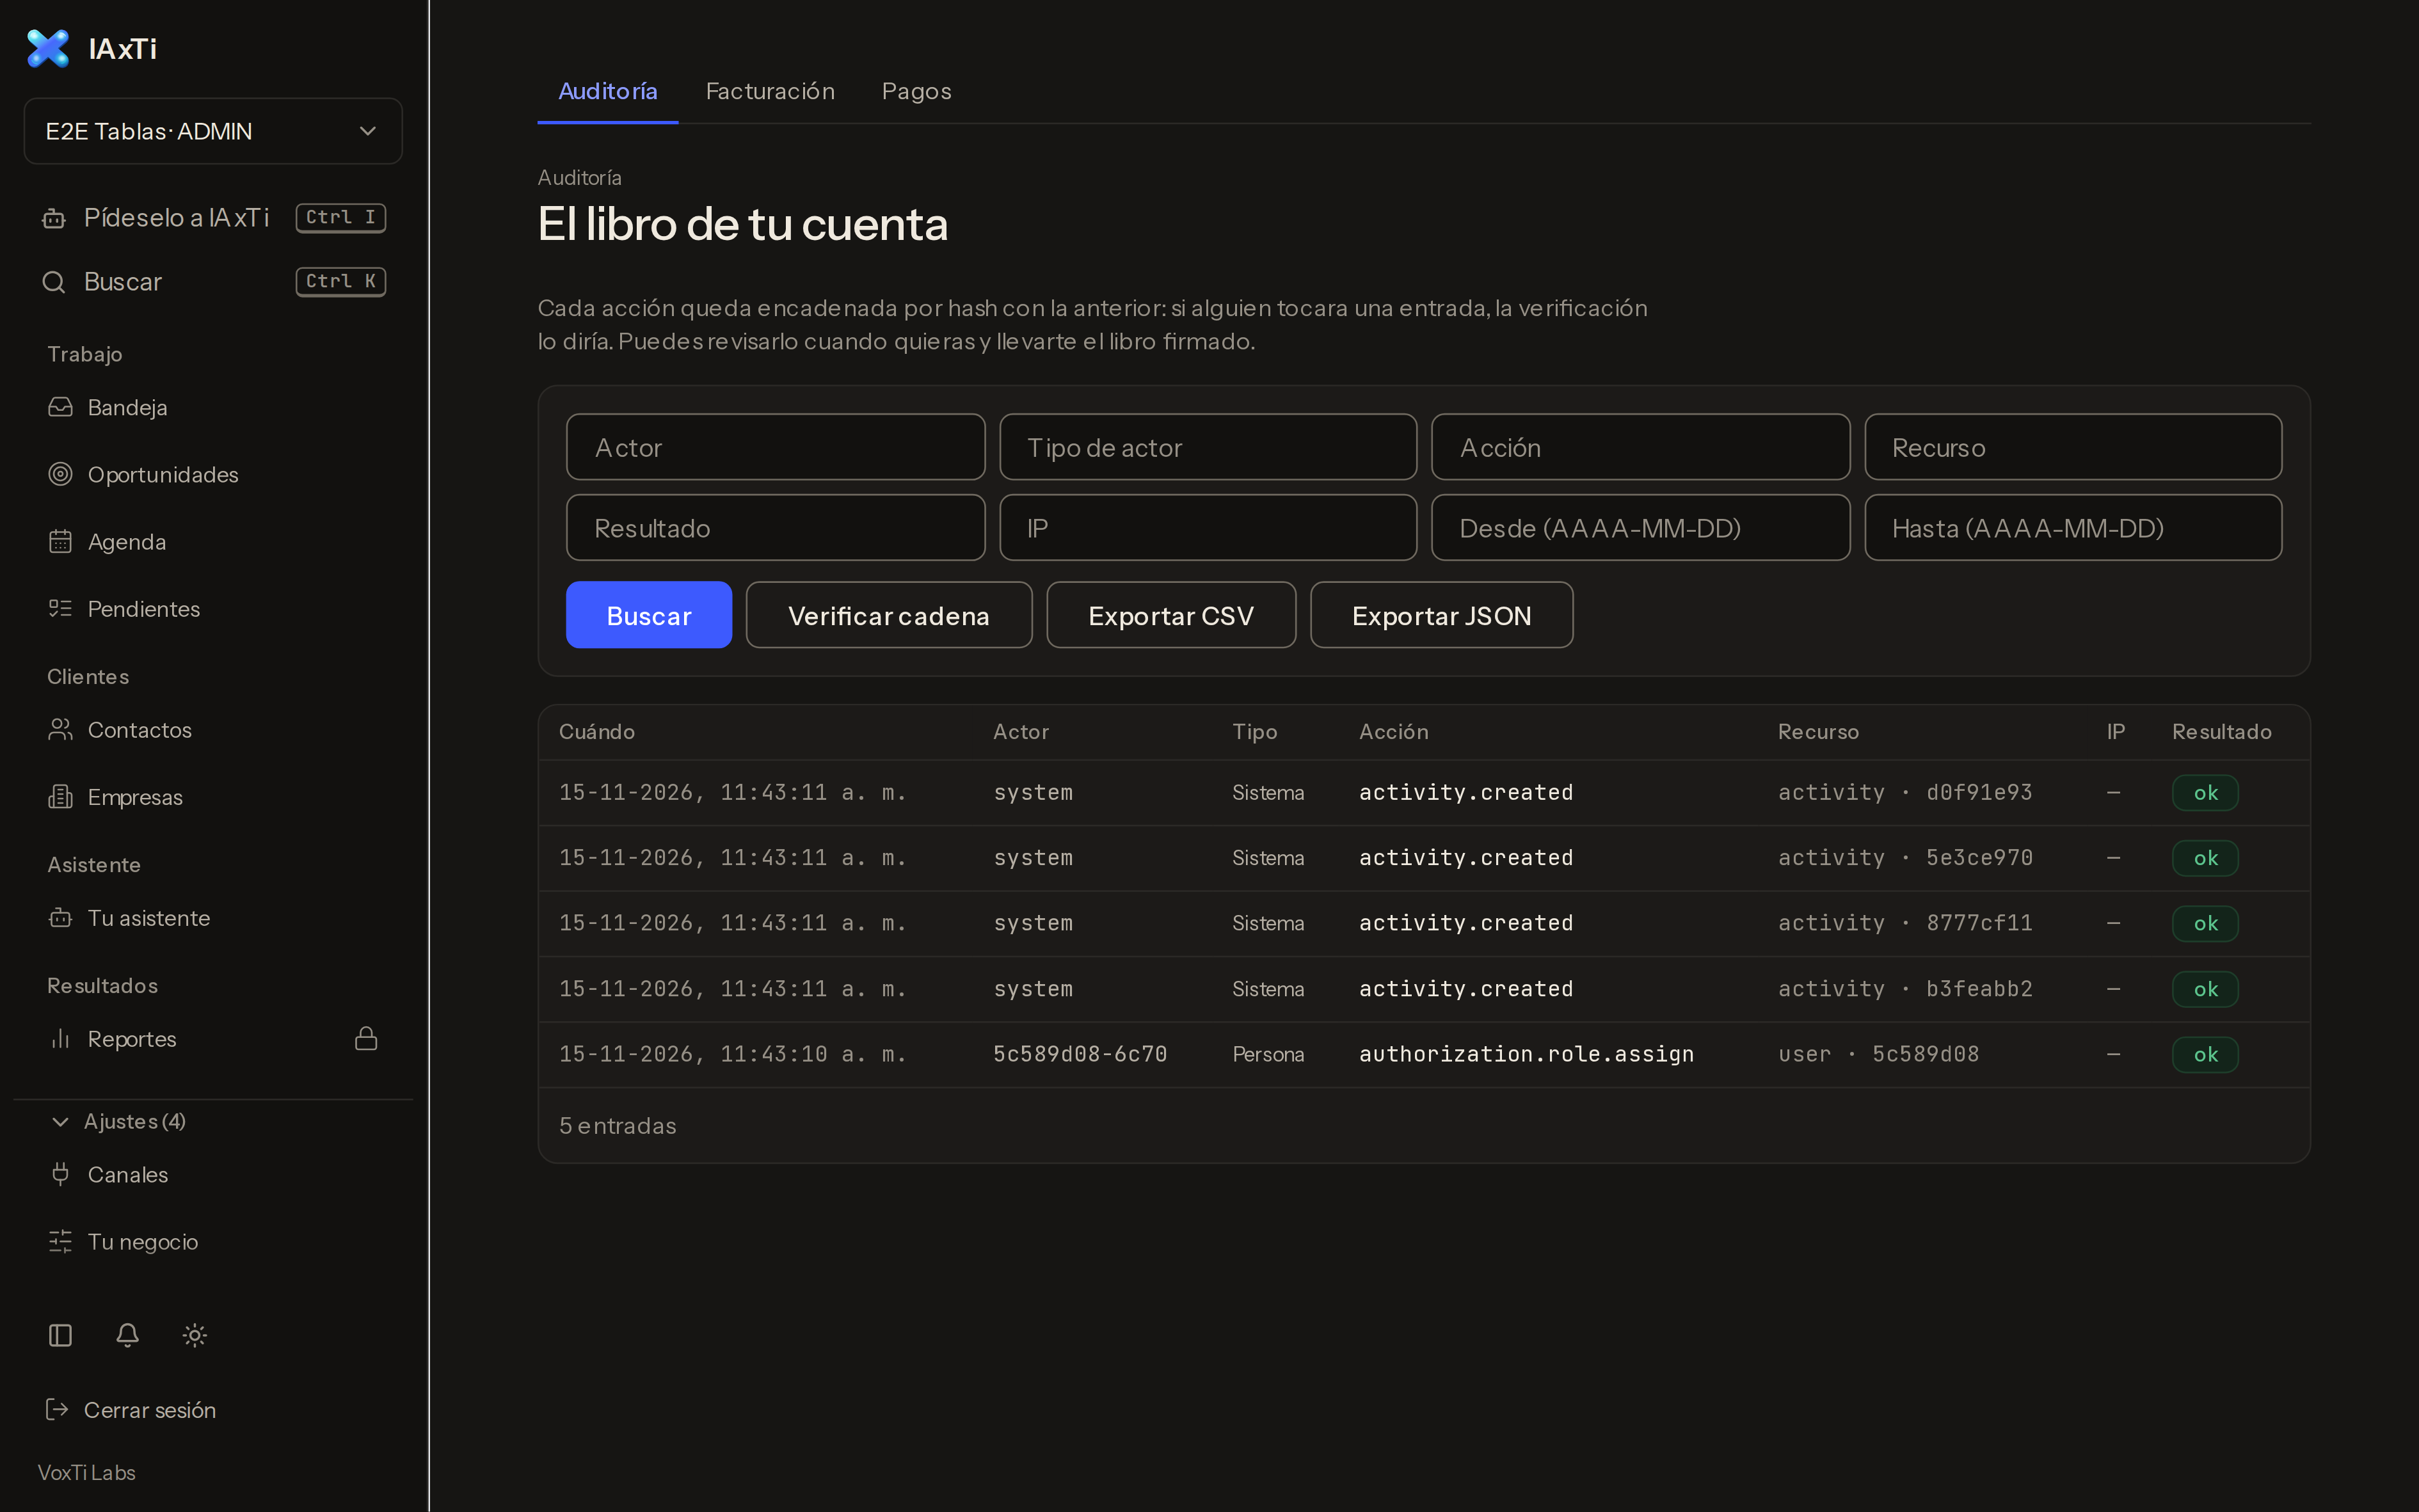 IAxTi
E2E Tablas · ADMIN
Pídeselo a IAxTi Ctrl I
Buscar Ctrl K
Trabajo
Bandeja
Oportunidades
Agenda
Pendientes
Clientes
Contactos
Empresas
Asistente
Tu asistente
Resultados
Reportes
Ajustes (4)
Canales
Tu negocio
Cerrar sesión
VoxTi Labs
Auditoría Facturación Pagos
Auditoría
El libro de tu cuenta
Cada acción queda encadenada por hash con la anterior: si alguien tocara una entrada, la verificación
lo diría. Puedes revisarlo cuando quieras y llevarte el libro firmado.
Actor Tipo de actor Acción Recurso
Resultado IP Desde (AAAA-MM-DD) Hasta (AAAA-MM-DD)
Buscar Verificar cadena Exportar CSV Exportar JSON
Cuándo Actor Tipo Acción Recurso IP Resultado
15-11-2026, 11:43:11 a. m. system Sistema activity.created activity · d0f91e93 — ok
15-11-2026, 11:43:11 a. m. system Sistema activity.created activity · 5e3ce970 — ok
15-11-2026, 11:43:11 a. m. system Sistema activity.created activity · 8777cf11 — ok
15-11-2026, 11:43:11 a. m. system Sistema activity.created activity · b3feabb2 — ok
15-11-2026, 11:43:10 a. m. 5c589d08-6c70 Persona authorization.role.assign user · 5c589d08 — ok
5 entradas